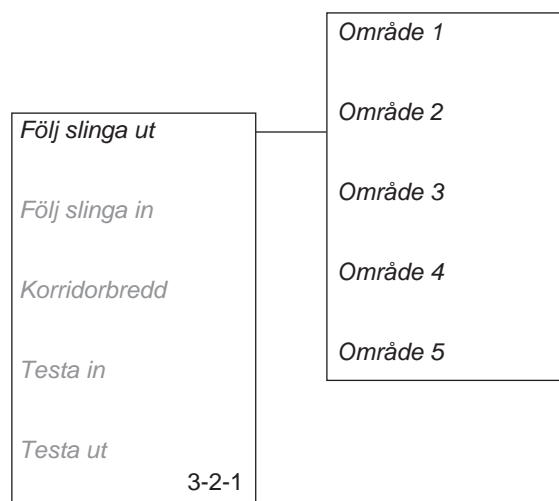 Följ slinga ut
Följ slinga in
Korridorbredd
Testa in
Testa ut
3-2-1
Område 1
Område 2
Område 3
Område 4
Område 5